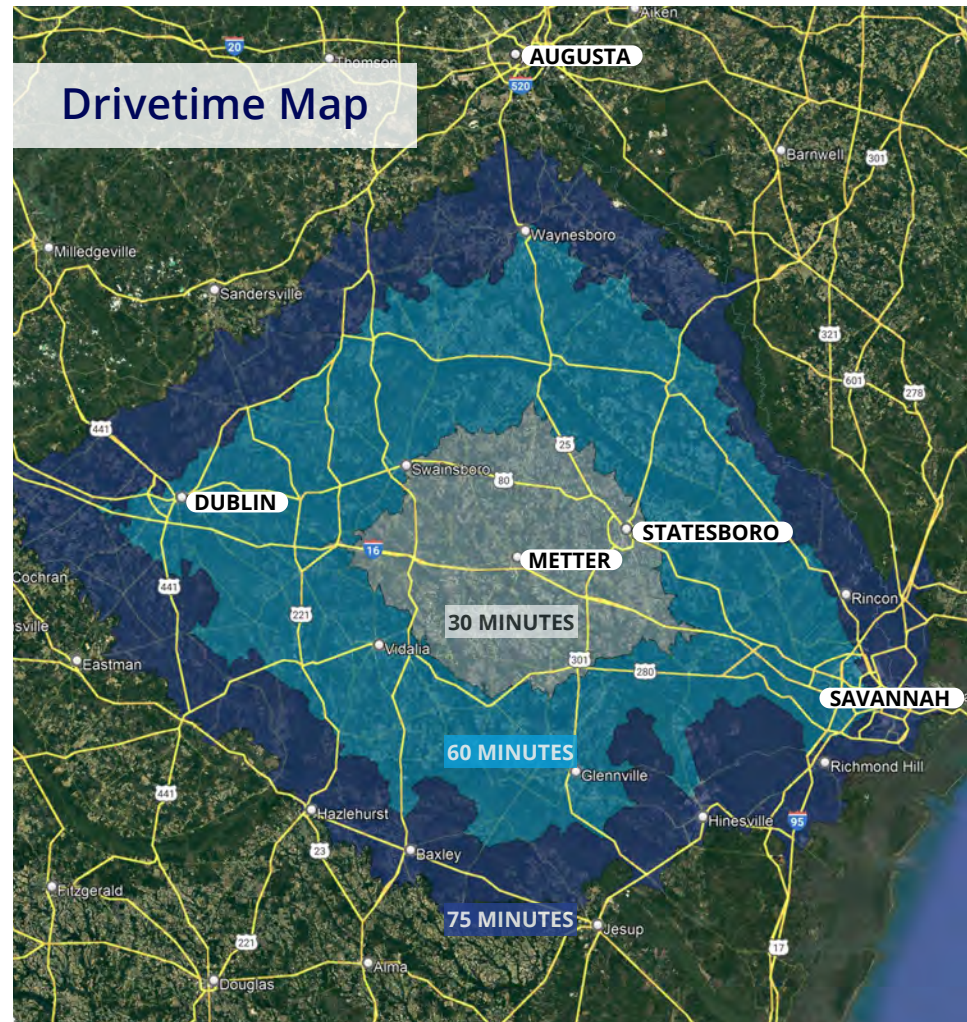 Aiken
20
AUGUSTA
Thomson
520
Drivetime Map
Barnwell
301
Waynesboro
Milledgeville
Sandersville
321
601
278
441
25
Swainsboro
80
DUBLIN
STATESBORO
16
METTER
Cochran
441
Rincon
221
30 MINUTES
sville
Vidalia
301
Eastman
280
SAVANNAH
60 MINUTES
Richmond Hill
Glennville
441
Hazlehurst
Hinesville
95
23
Baxley
Fitzgerald
75 MINUTES
Jesup
221
17
Alma
Douglas